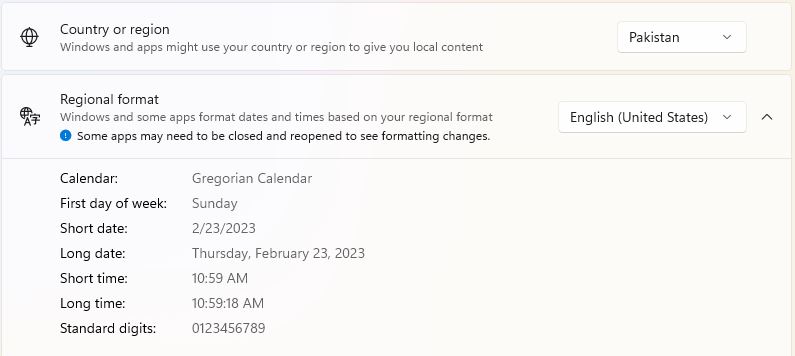 Country or region
Windows and apps might use your country or region to give you local content
Pakistan
Regional format
Windows and some apps format dates and times based on your regional format
Some apps may need to be closed and reopened to see formatting changes.
English (United States)
Calendar: Gregorian Calendar
First day of week: Sunday
Short date: 2/23/2023
Long date: Thursday, February 23, 2023
Short time: 10:59 AM
Long time: 10:59:18 AM
Standard digits: 0123456789